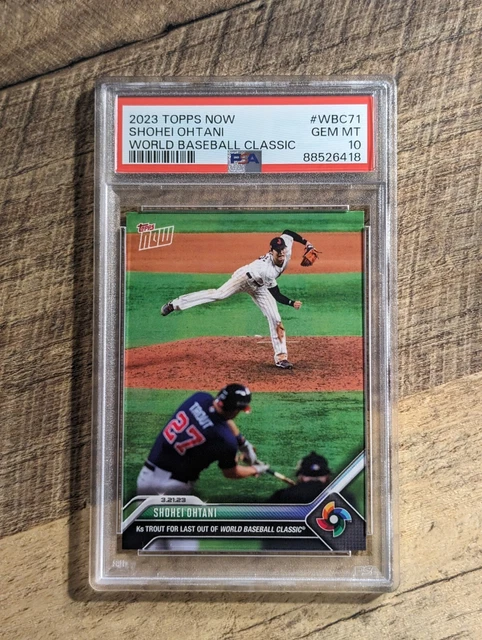 2023 TOPPS NOW #WBC71
SHOHEI OHTANI GEM MT
WORLD BASEBALL CLASSIC 10
PSA 88526418
topps
NOW
TROUT
27
3.21.23
SHOHEI OHTANI
Ks TROUT FOR LAST OUT OF WORLD BASEBALL CLASSIC®